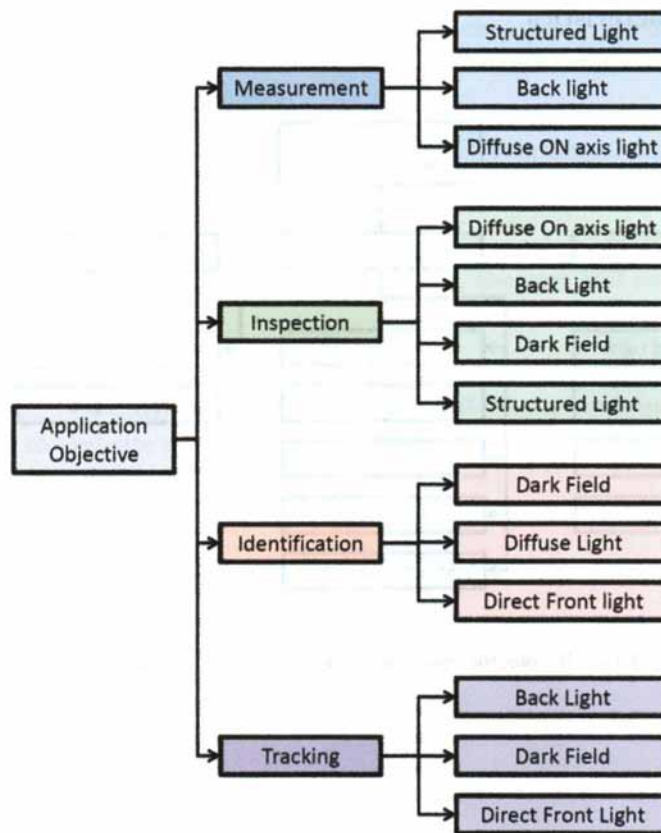 Application
Objective
Measurement
Structured Light
Back light
Diffuse ON axis light
Inspection
Diffuse On axis light
Back Light
Dark Field
Structured Light
Identification
Dark Field
Diffuse Light
Direct Front light
Tracking
Back Light
Dark Field
Direct Front Light